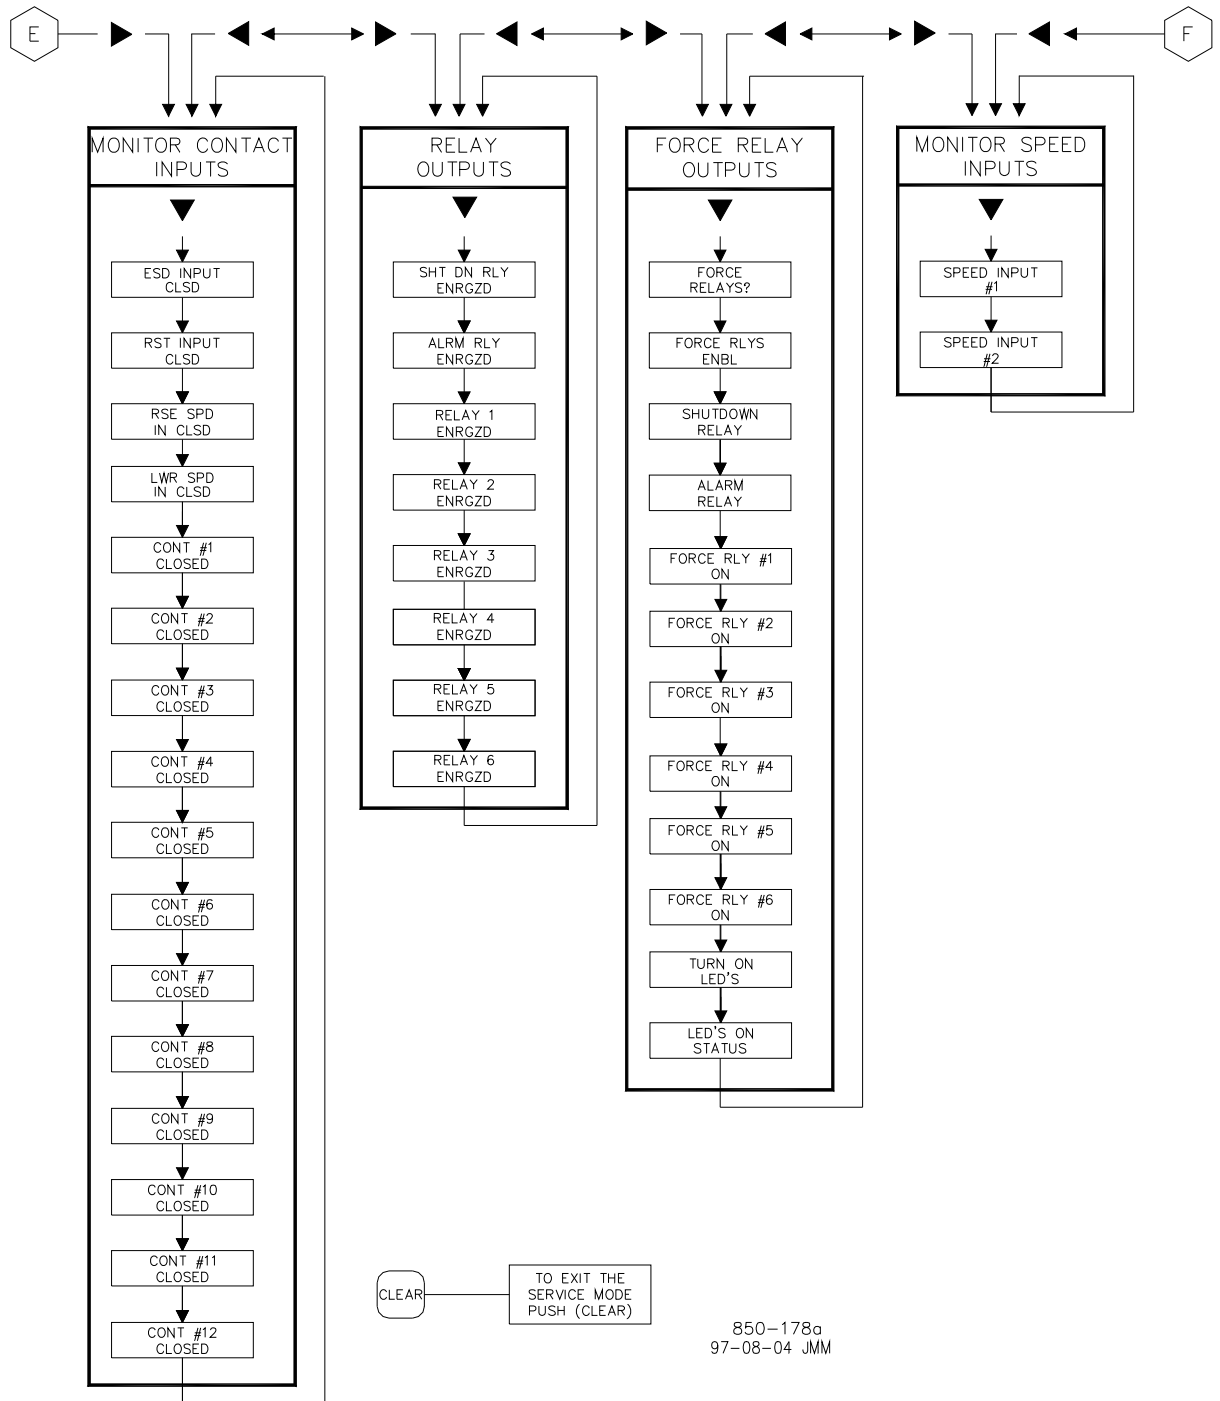 E
F
MONITOR CONTACT
INPUTS
ESD INPUT
CLSD
RST INPUT
CLSD
RSE SPD
IN CLSD
LWR SPD
IN CLSD
CONT #1
CLOSED
CONT #2
CLOSED
CONT #3
CLOSED
CONT #4
CLOSED
CONT #5
CLOSED
CONT #6
CLOSED
CONT #7
CLOSED
CONT #8
CLOSED
CONT #9
CLOSED
CONT #10
CLOSED
CONT #11
CLOSED
CONT #12
CLOSED
RELAY
OUTPUTS
SHT DN RLY
ENRGZD
ALRM RLY
ENRGZD
RELAY 1
ENRGZD
RELAY 2
ENRGZD
RELAY 3
ENRGZD
RELAY 4
ENRGZD
RELAY 5
ENRGZD
RELAY 6
ENRGZD
FORCE RELAY
OUTPUTS
FORCE
RELAYS?
FORCE RLYS
ENBL
SHUTDOWN
RELAY
ALARM
RELAY
FORCE RLY #1
ON
FORCE RLY #2
ON
FORCE RLY #3
ON
FORCE RLY #4
ON
FORCE RLY #5
ON
FORCE RLY #6
ON
TURN ON
LED'S
LED'S ON
STATUS
MONITOR SPEED
INPUTS
SPEED INPUT
#1
SPEED INPUT
#2
CLEAR
TO EXIT THE
SERVICE MODE
PUSH (CLEAR)
850-178a
97-08-04 JMM